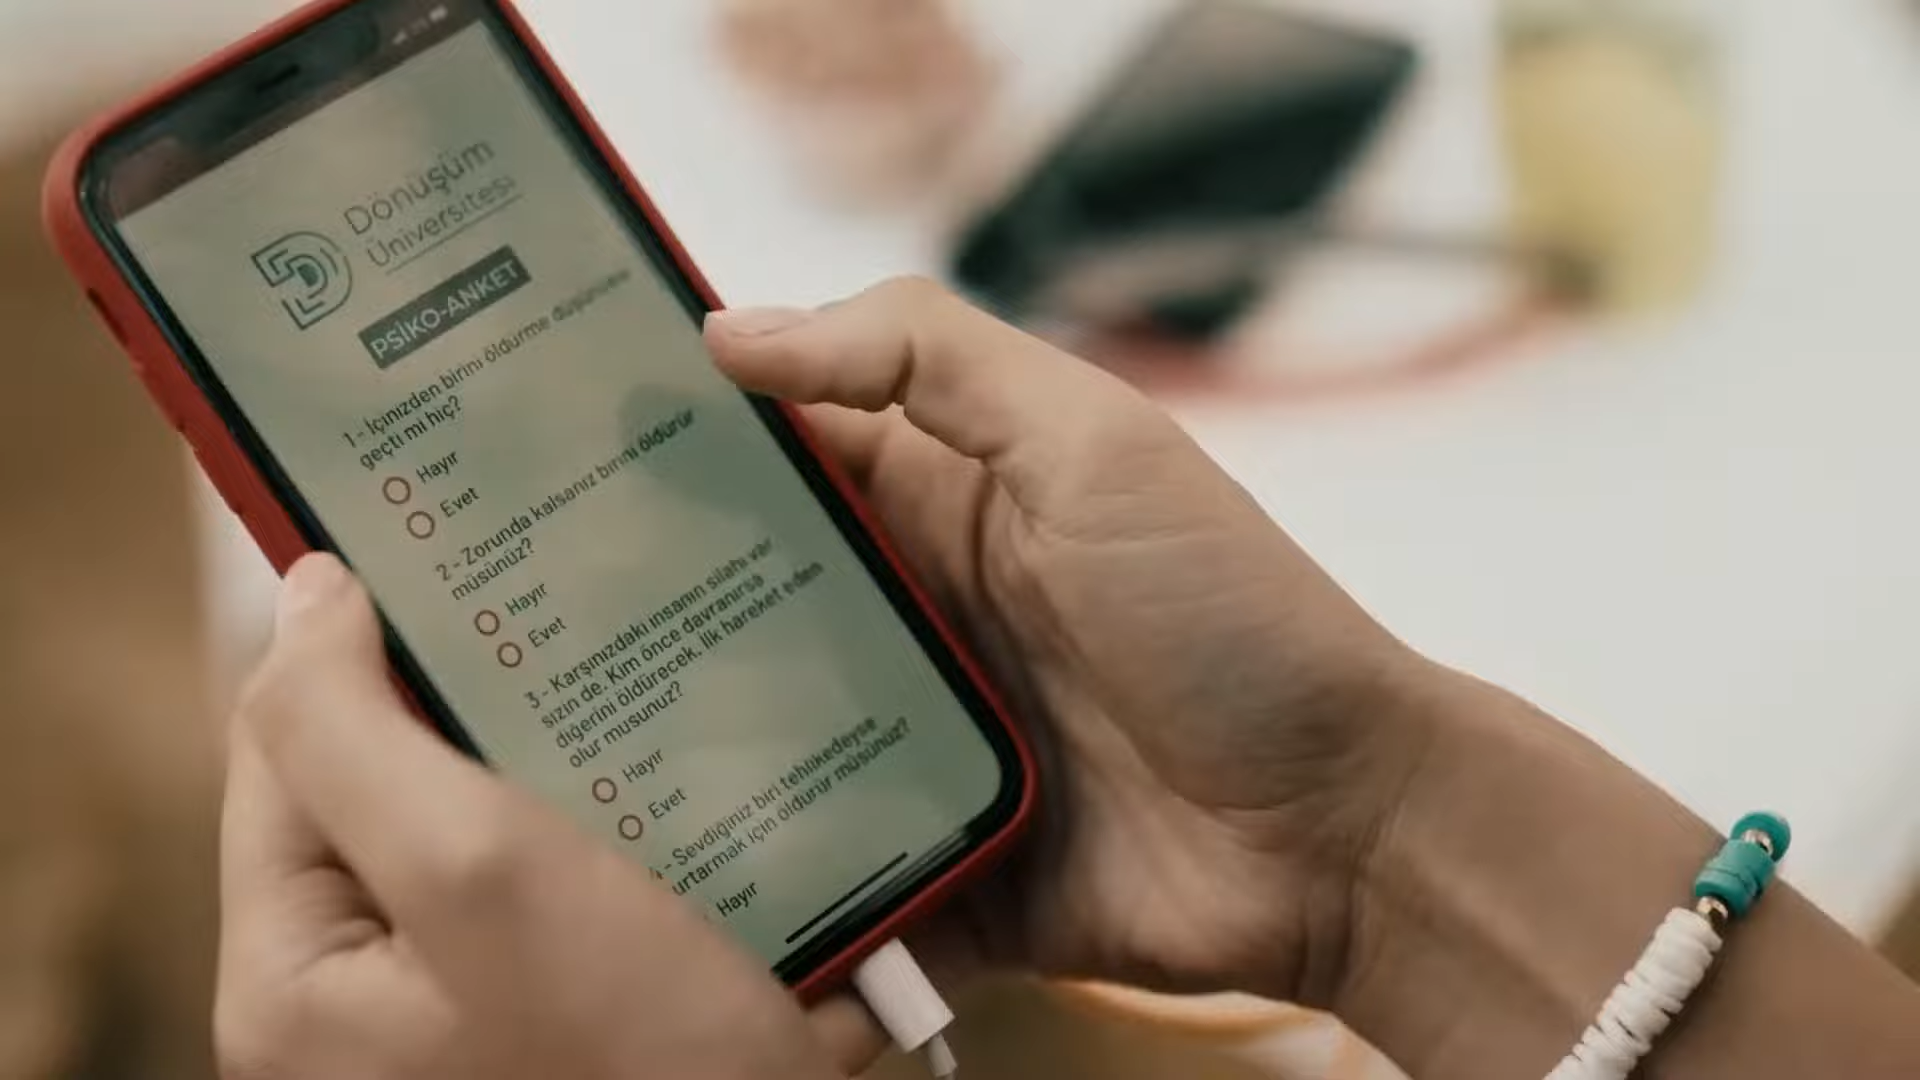 Dönüşüm
Üniversitesi
PSİKO-ANKET
1 - İçinizden birini öldürme düşüncesi
geçti mi hiç?
Hayır
Evet
2 - Zorunda kalsanız birini öldürür
müsünüz?
Hayır
Evet
3 - Karşınızdaki insanın silahı var
sizin de. Kim önce davranırsa
diğerini öldürecek. İlk hareket eden
olur musunuz?
Hayır
Evet
4 - Sevdiğiniz biri tehlikedeyse
urtarmak için öldürür müsünüz?
Hayır